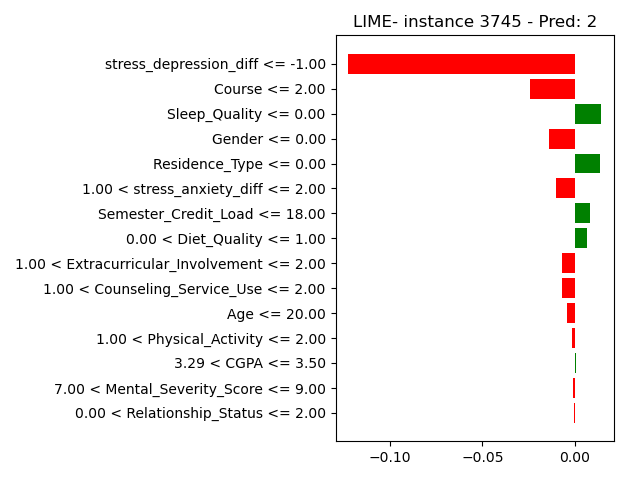 LIME- instance 3745 - Pred: 2
stress_depression_diff <= -1.00
Course <= 2.00
Sleep_Quality <= 0.00
Gender <= 0.00
Residence_Type <= 0.00
1.00 < stress_anxiety_diff <= 2.00
Semester_Credit_Load <= 18.00
0.00 < Diet_Quality <= 1.00
1.00 < Extracurricular_Involvement <= 2.00
1.00 < Counseling_Service_Use <= 2.00
Age <= 20.00
1.00 < Physical_Activity <= 2.00
3.29 < CGPA <= 3.50
7.00 < Mental_Severity_Score <= 9.00
0.00 < Relationship_Status <= 2.00
−0.10 −0.05 0.00